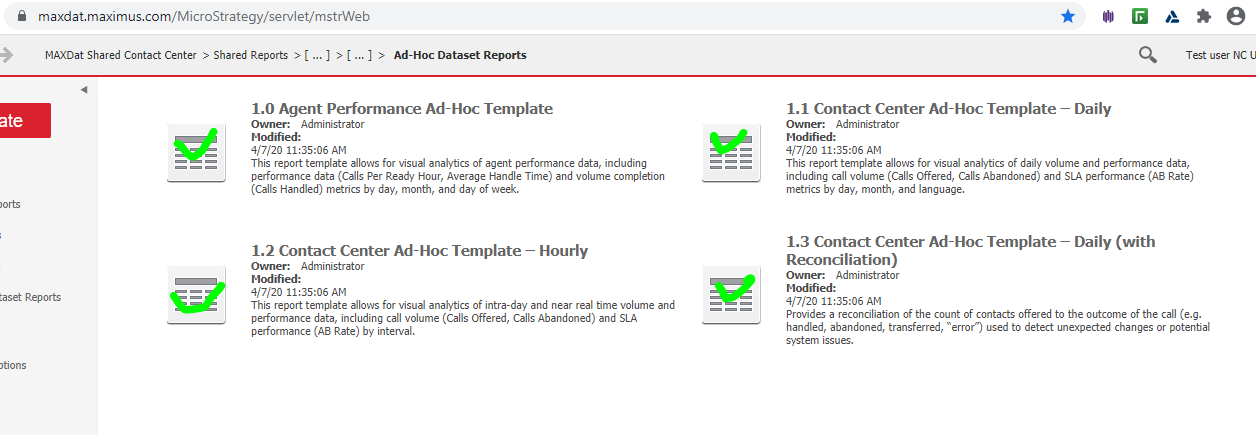 maxdat.maximus.com/MicroStrategy/servlet/mstrWeb
MAXDat Shared Contact Center > Shared Reports > [ ... ] > [ ... ] > Ad-Hoc Dataset Reports
Test user NC U
ate
ports
s
taset Reports
ptions
1.0 Agent Performance Ad-Hoc Template
Owner: Administrator
Modified:
4/7/20 11:35:06 AM
This report template allows for visual analytics of agent performance data, including
performance data (Calls Per Ready Hour, Average Handle Time) and volume completion
(Calls Handled) metrics by day, month, and day of week.
1.1 Contact Center Ad-Hoc Template – Daily
Owner: Administrator
Modified:
4/7/20 11:35:06 AM
This report template allows for visual analytics of daily volume and performance data,
including call volume (Calls Offered, Calls Abandoned) and SLA performance (AB Rate)
metrics by day, month, and language.
1.2 Contact Center Ad-Hoc Template – Hourly
Owner: Administrator
Modified:
4/7/20 11:35:06 AM
This report template allows for visual analytics of intra-day and near real time volume and
performance data, including call volume (Calls Offered, Calls Abandoned) and SLA
performance (AB Rate) by interval.
1.3 Contact Center Ad-Hoc Template – Daily (with
Reconciliation)
Owner: Administrator
Modified:
4/7/20 11:35:06 AM
Provides a reconciliation of the count of contacts offered to the outcome of the call (e.g.
handled, abandoned, transferred, “error”) used to detect unexpected changes or potential
system issues.